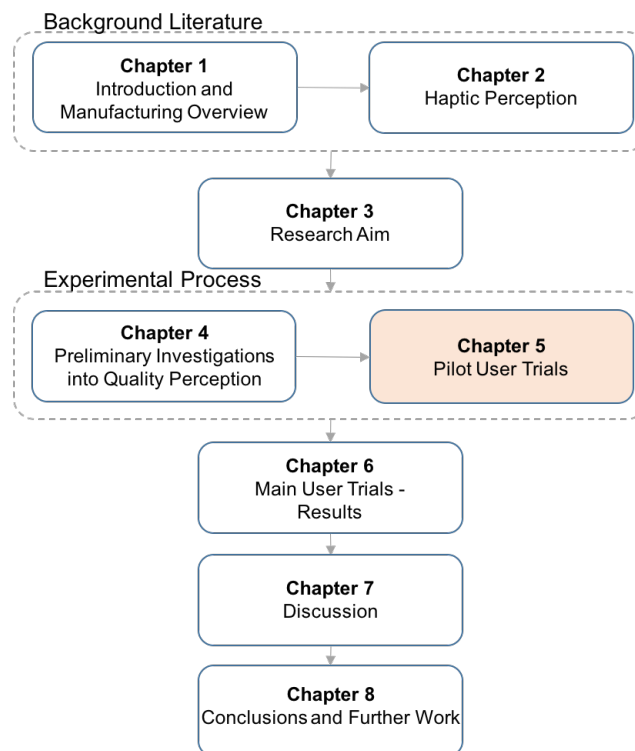 Background Literature
Chapter 1
Introduction and
Manufacturing Overview
Chapter 2
Haptic Perception
Chapter 3
Research Aim
Experimental Process
Chapter 4
Preliminary Investigations
into Quality Perception
Chapter 5
Pilot User Trials
Chapter 6
Main User Trials -
Results
Chapter 7
Discussion
Chapter 8
Conclusions and Further Work